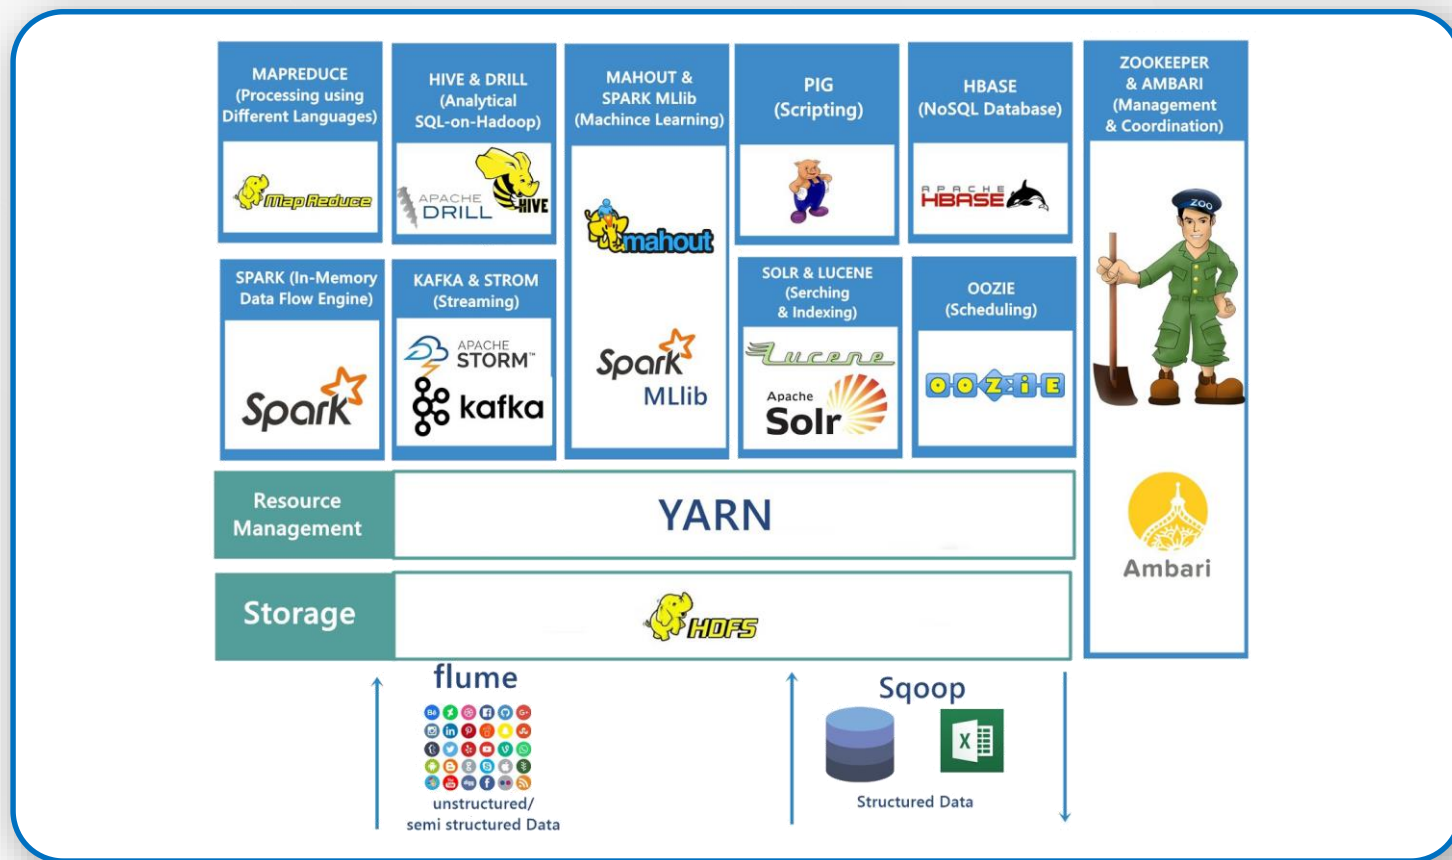 MAPREDUCE
(Processing using
Different Languages)
Map Reduce
HIVE & DRILL
(Analytical
SQL-on-Hadoop)
APACHE
DRILL
HIVE
MAHOUT &
SPARK MLlib
(Machince Learning)
mahout
Spark
MLlib
PIG
(Scripting)
HBASE
(NoSQL Database)
APACHE
HBASE
ZOOKEEPER
& AMBARI
(Management
& Coordination)
ZOO
Ambari
SPARK (In-Memory
Data Flow Engine)
Spark
KAFKA & STROM
(Streaming)
APACHE
STORM™
kafka
SOLR & LUCENE
(Serching
& Indexing)
Lucene
Apache
Solr
OOZIE
(Scheduling)
OOZIE
Resource
Management
YARN
Storage
HDFS
flume
unstructured/
semi structured Data
Sqoop
X
Structured Data